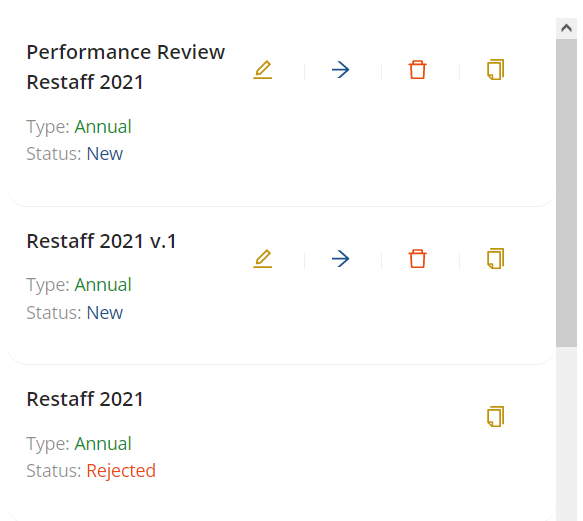 Performance Review
Restaff 2021
Type: Annual
Status: New
Restaff 2021 v.1
Type: Annual
Status: New
Restaff 2021
Type: Annual
Status: Rejected